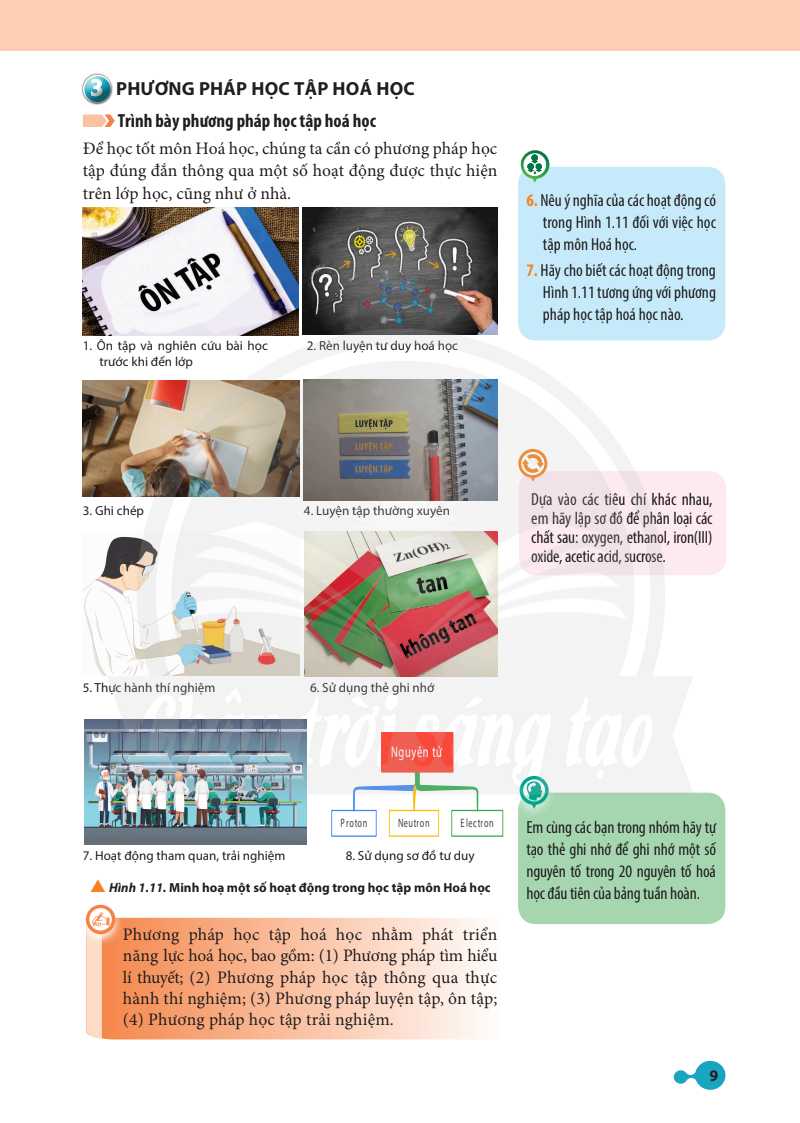 3 PHƯƠNG PHÁP HỌC TẬP HOÁ HỌC
Trình bày phương pháp học tập hoá học
Để học tốt môn Hoá học, chúng ta cần có phương pháp học
tập đúng đắn thông qua một số hoạt động được thực hiện
trên lớp học, cũng như ở nhà.
ÔN TẬP
?
!
1. Ôn tập và nghiên cứu bài học
trước khi đến lớp
2. Rèn luyện tư duy hoá học
LUYỆN TẬP
LUYỆN TẬP
LUYỆN TẬP
3. Ghi chép
4. Luyện tập thường xuyên
Zn(OH)₂
tan
không tan
5. Thực hành thí nghiệm
6. Sử dụng thẻ ghi nhớ
Nguyên tử
Proton
Neutron
Electron
7. Hoạt động tham quan, trải nghiệm
8. Sử dụng sơ đồ tư duy
Hình 1.11. Minh hoạ một số hoạt động trong học tập môn Hoá học
Phương pháp học tập hoá học nhằm phát triển
năng lực hoá học, bao gồm: (1) Phương pháp tìm hiểu
lí thuyết; (2) Phương pháp học tập thông qua thực
hành thí nghiệm; (3) Phương pháp luyện tập, ôn tập;
(4) Phương pháp học tập trải nghiệm.
6. Nêu ý nghĩa của các hoạt động có
trong Hình 1.11 đối với việc học
tập môn Hoá học.
7. Hãy cho biết các hoạt động trong
Hình 1.11 tương ứng với phương
pháp học tập hoá học nào.
Dựa vào các tiêu chí khác nhau,
em hãy lập sơ đồ để phân loại các
chất sau: oxygen, ethanol, iron(III)
oxide, acetic acid, sucrose.
Em cùng các bạn trong nhóm hãy tự
tạo thẻ ghi nhớ để ghi nhớ một số
nguyên tố trong 20 nguyên tố hoá
học đầu tiên của bảng tuần hoàn.
Chân trời sáng tạo
9